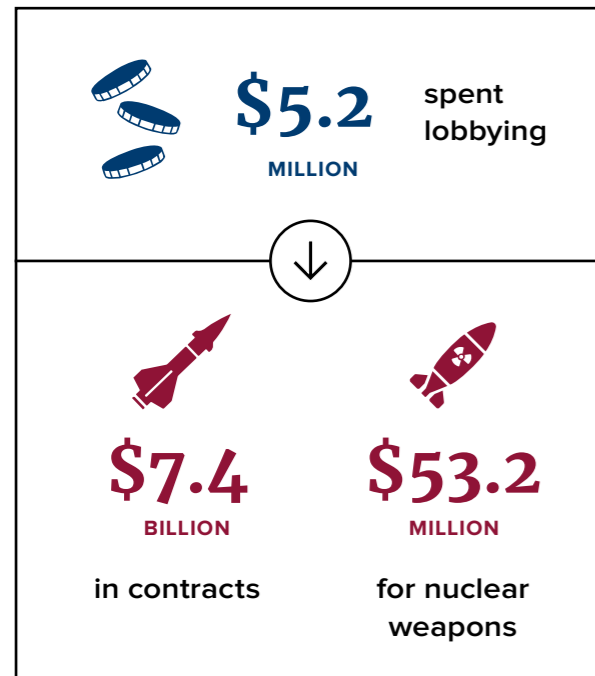 $5.2
MILLION
spent
lobbying
$7.4
BILLION
in contracts
$53.2
MILLION
for nuclear
weapons